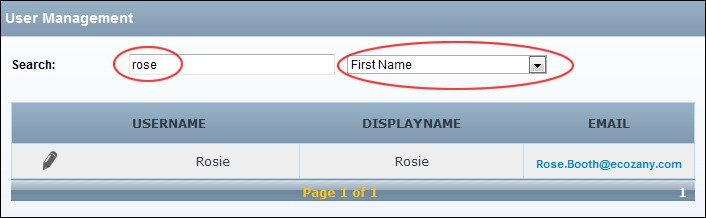 User Management
Search: rose First Name
USERNAME DISPLAYNAME EMAIL
Rosie Rosie Rose.Booth@ecozany.com
Page 1 of 1 1